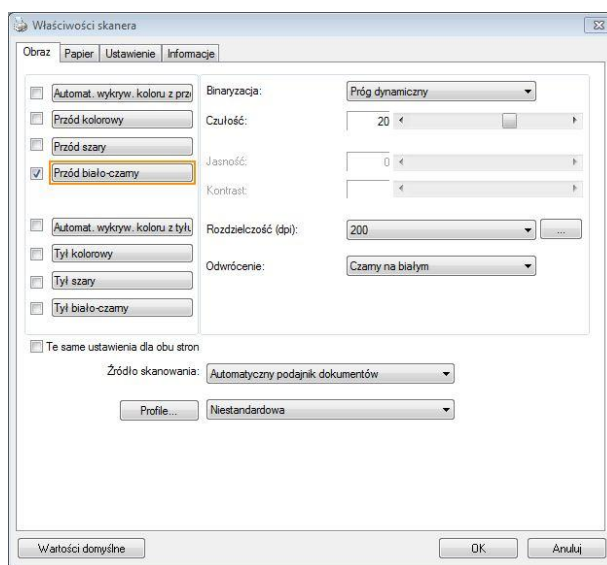 Właściwości skanera
Obraz Papier Ustawienie Informacje
Automat. wykryw. koloru z prz
Binaryzacja: Próg dynamiczny
Przód kolorowy
Czułość: 20
Przód szary
Jasność: 0
Przód biało-czarny
Kontrast:
Automat. wykryw. koloru z tyłu
Rozdzielczość (dpi): 200 ...
Tył kolorowy
Odwrócenie: Czarny na białym
Tył szary
Tył biało-czarny
Te same ustawienia dla obu stron
Źródło skanowania: Automatyczny podajnik dokumentów
Profile... Niestandardowa
Wartości domyślne OK Anuluj